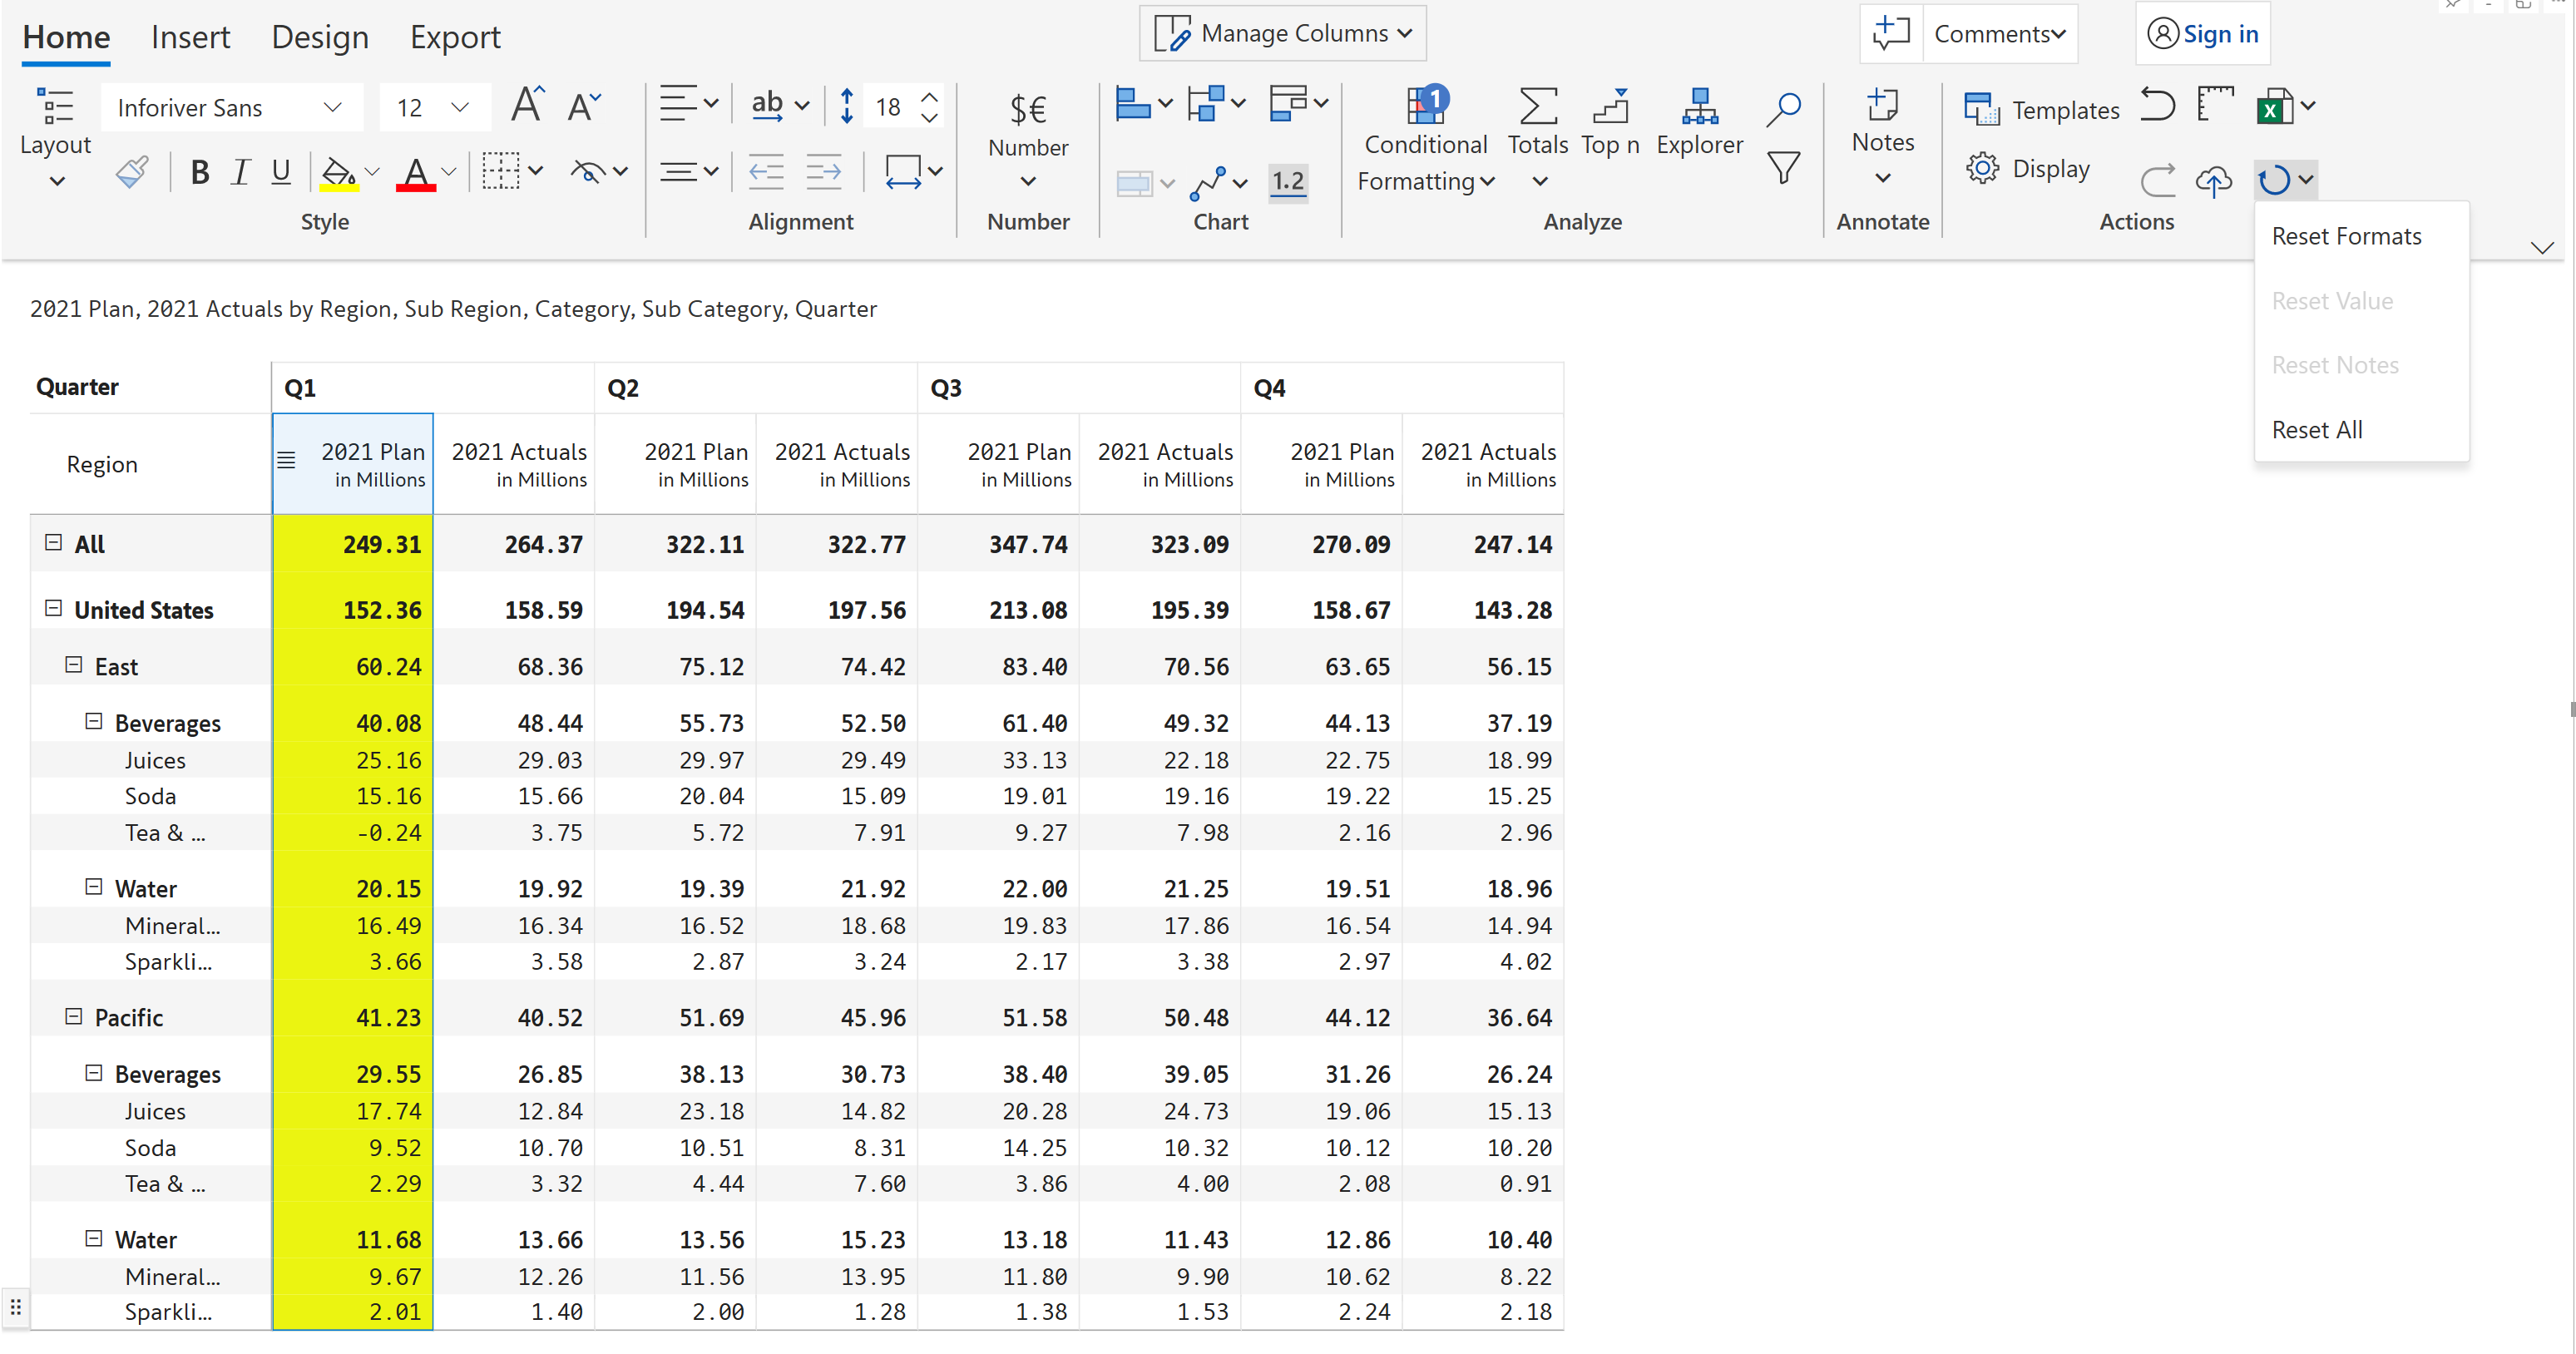 Home Insert Design Export Manage Columns Comments Sign in
Inforiver Sans 12 ab 18 $€ 1 Templates
Layout Number Conditional Totals Top n Explorer Notes
B I U A 1.2 Formatting Display
Style Alignment Number Chart Analyze Annotate Actions
Reset Formats
Reset Value
Reset Notes
Reset All
2021 Plan, 2021 Actuals by Region, Sub Region, Category, Sub Category, Quarter
Quarter Q1 Q2 Q3 Q4
Region 2021 Plan 2021 Actuals 2021 Plan 2021 Actuals 2021 Plan 2021 Actuals 2021 Plan 2021 Actuals
in Millions in Millions in Millions in Millions in Millions in Millions in Millions in Millions
All 249.31 264.37 322.11 322.77 347.74 323.09 270.09 247.14
United States 152.36 158.59 194.54 197.56 213.08 195.39 158.67 143.28
East 60.24 68.36 75.12 74.42 83.40 70.56 63.65 56.15
Beverages 40.08 48.44 55.73 52.50 61.40 49.32 44.13 37.19
Juices 25.16 29.03 29.97 29.49 33.13 22.18 22.75 18.99
Soda 15.16 15.66 20.04 15.09 19.01 19.16 19.22 15.25
Tea & ... -0.24 3.75 5.72 7.91 9.27 7.98 2.16 2.96
Water 20.15 19.92 19.39 21.92 22.00 21.25 19.51 18.96
Mineral... 16.49 16.34 16.52 18.68 19.83 17.86 16.54 14.94
Sparkli... 3.66 3.58 2.87 3.24 2.17 3.38 2.97 4.02
Pacific 41.23 40.52 51.69 45.96 51.58 50.48 44.12 36.64
Beverages 29.55 26.85 38.13 30.73 38.40 39.05 31.26 26.24
Juices 17.74 12.84 23.18 14.82 20.28 24.73 19.06 15.13
Soda 9.52 10.70 10.51 8.31 14.25 10.32 10.12 10.20
Tea & ... 2.29 3.32 4.44 7.60 3.86 4.00 2.08 0.91
Water 11.68 13.66 13.56 15.23 13.18 11.43 12.86 10.40
Mineral... 9.67 12.26 11.56 13.95 11.80 9.90 10.62 8.22
Sparkli... 2.01 1.40 2.00 1.28 1.38 1.53 2.24 2.18